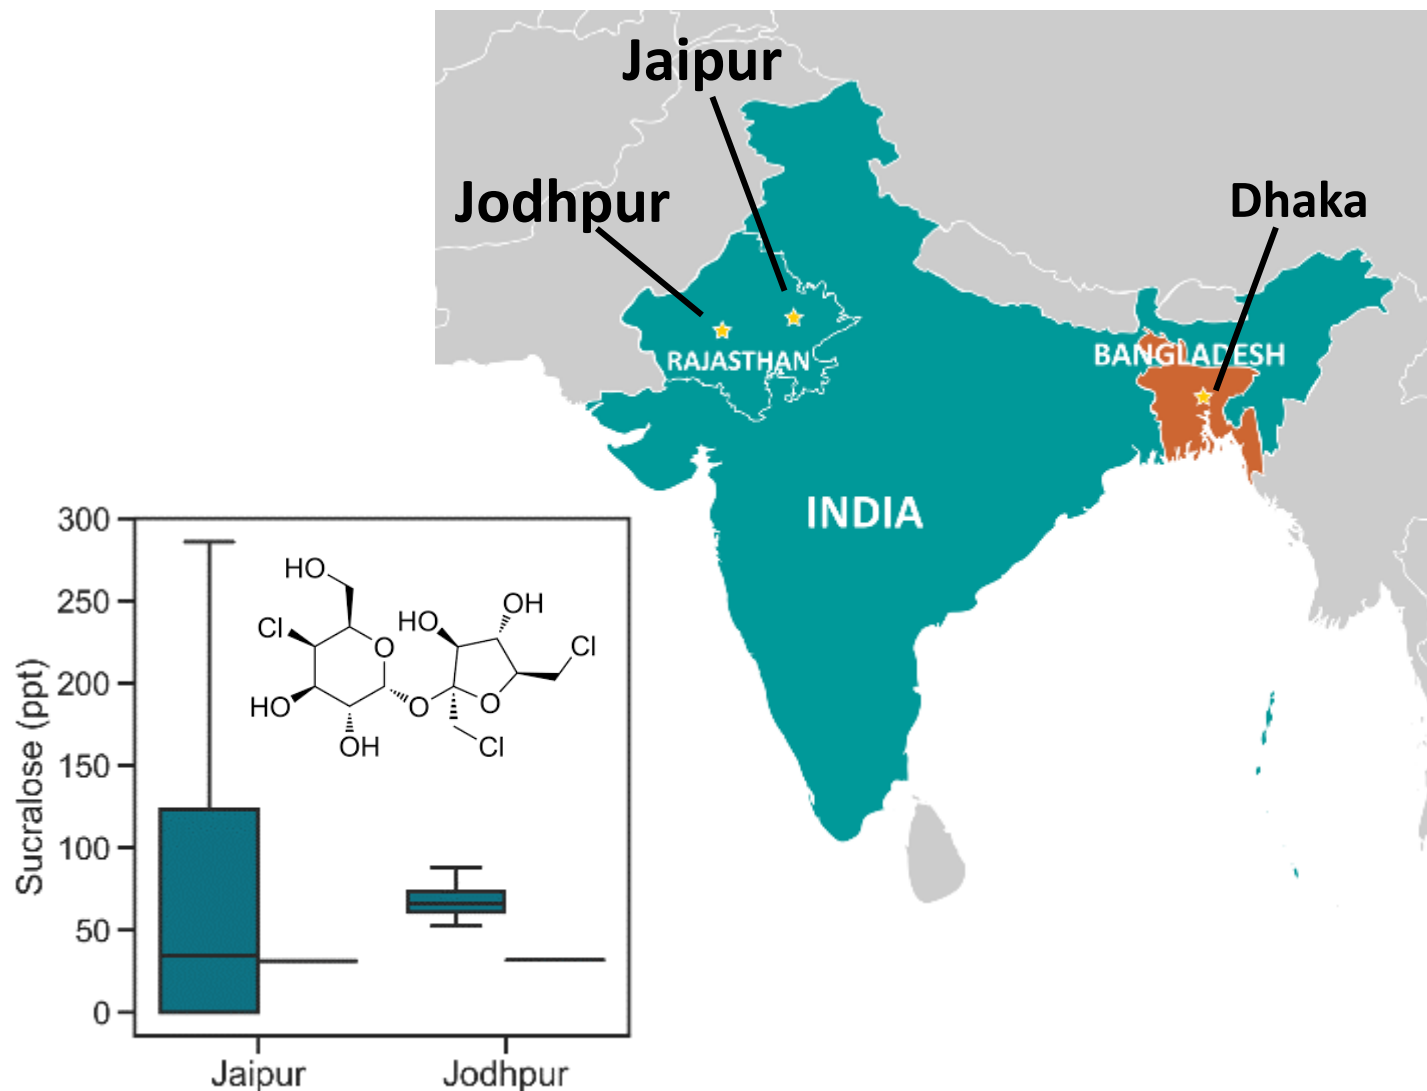 Jaipur
Jodhpur
Dhaka
RAJASTHAN
BANGLADESH
INDIA
Sucralose (ppt)
300
250
200
150
100
50
0
HO
Cl
O
HO
OH
O
HO
OH
Cl
O
Cl
Jaipur
Jodhpur